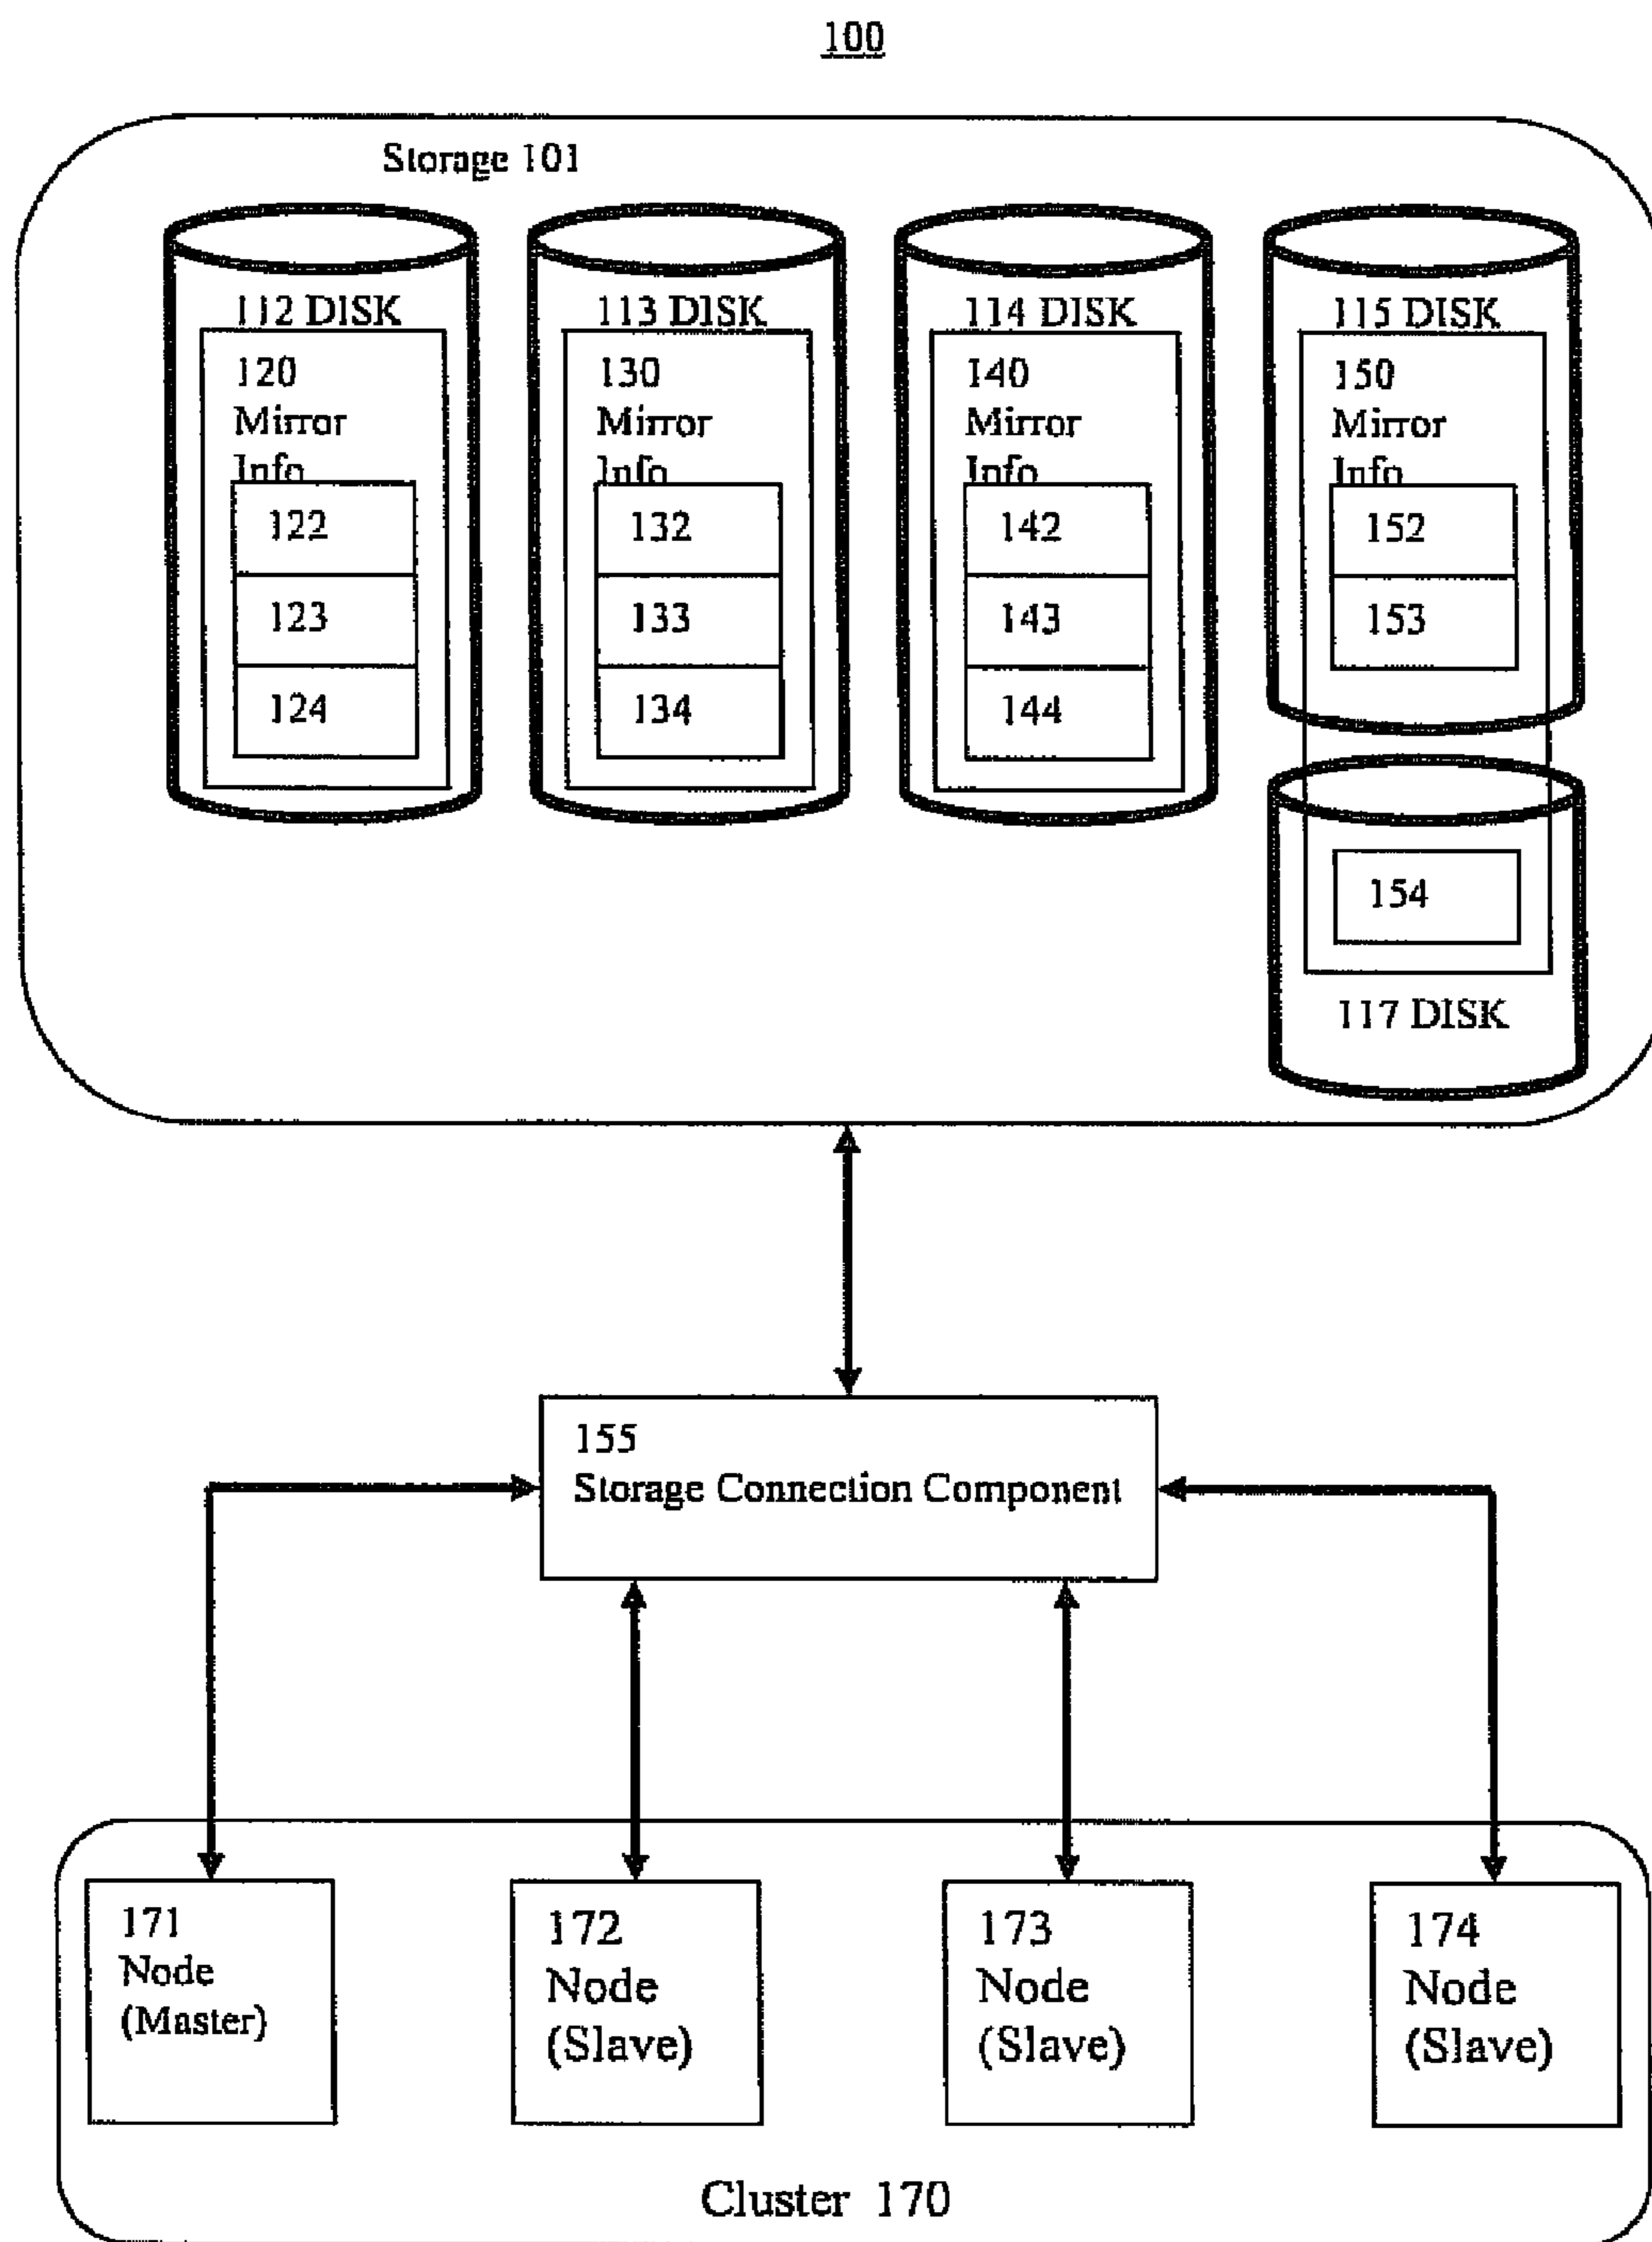 100
Storage 101
112 DISK
120
Mirror
Info
122
123
124
113 DISK
130
Mirror
Info
132
133
134
114 DISK
140
Mirror
Info
142
143
144
115 DISK
150
Mirror
Info
152
153
154
117 DISK
155
Storage Connection Component
171
Node
(Master)
172
Node
(Slave)
173
Node
(Slave)
174
Node
(Slave)
Cluster 170